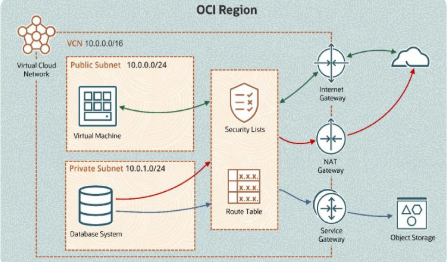 OCI Region
VCN 10.0.0.0/16
Virtual Cloud
Network
Public Subnet 10.0.0.0/24
Virtual Machine
Security Lists
Internet
Gateway
Private Subnet 10.0.1.0/24
NAT
Gateway
X.X.X.
X.X.X.
X.X.X.
Database System
Route Table
Service
Gateway
Object Storage